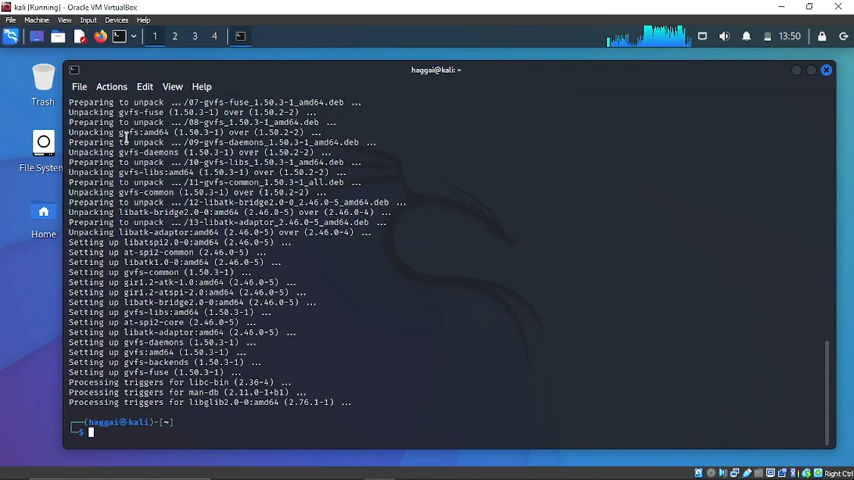 kali [Running] - Oracle VM VirtualBox
File Machine View Input Devices Help
1 2 3 4
13:50
haggai@kali: ~
File Actions Edit View Help
Trash
File System
Home
Preparing to unpack .../07-gvfs-fuse_1.50.3-1_amd64.deb ...
Unpacking gvfs-fuse (1.50.3-1) over (1.50.2-2) ...
Preparing to unpack .../08-gvfs_1.50.3-1_amd64.deb ...
Unpacking gvfs:amd64 (1.50.3-1) over (1.50.2-2) ...
Preparing to unpack .../09-gvfs-daemons_1.50.3-1_amd64.deb ...
Unpacking gvfs-daemons (1.50.3-1) over (1.50.2-2) ...
Preparing to unpack .../10-gvfs-libs_1.50.3-1_amd64.deb ...
Unpacking gvfs-libs:amd64 (1.50.3-1) over (1.50.2-2) ...
Preparing to unpack .../11-gvfs-common_1.50.3-1_all.deb ...
Unpacking gvfs-common (1.50.3-1) over (1.50.2-2) ...
Preparing to unpack .../12-libatk-bridge2.0-0_2.46.0-5_amd64.deb ...
Unpacking libatk-bridge2.0-0:amd64 (2.46.0-5) over (2.46.0-4) ...
Preparing to unpack .../13-libatk-adaptor_2.46.0-5_amd64.deb ...
Unpacking libatk-adaptor:amd64 (2.46.0-5) over (2.46.0-4) ...
Setting up libatspi2.0-0:amd64 (2.46.0-5) ...
Setting up at-spi2-common (2.46.0-5) ...
Setting up libatk1.0-0:amd64 (2.46.0-5) ...
Setting up gvfs-common (1.50.3-1) ...
Setting up gir1.2-atk-1.0:amd64 (2.46.0-5) ...
Setting up gir1.2-atspi-2.0:amd64 (2.46.0-5) ...
Setting up libatk-bridge2.0-0:amd64 (2.46.0-5) ...
Setting up gvfs-libs:amd64 (1.50.3-1) ...
Setting up at-spi2-core (2.46.0-5) ...
Setting up libatk-adaptor:amd64 (2.46.0-5) ...
Setting up gvfs-daemons (1.50.3-1) ...
Setting up gvfs:amd64 (1.50.3-1) ...
Setting up gvfs-backends (1.50.3-1) ...
Setting up gvfs-fuse (1.50.3-1) ...
Processing triggers for libc-bin (2.36-4) ...
Processing triggers for man-db (2.11.0-1+b1) ...
Processing triggers for libglib2.0-0:amd64 (2.76.1-1) ...
┌──(haggai㉿kali)-[~]
└─$
Right Ctrl